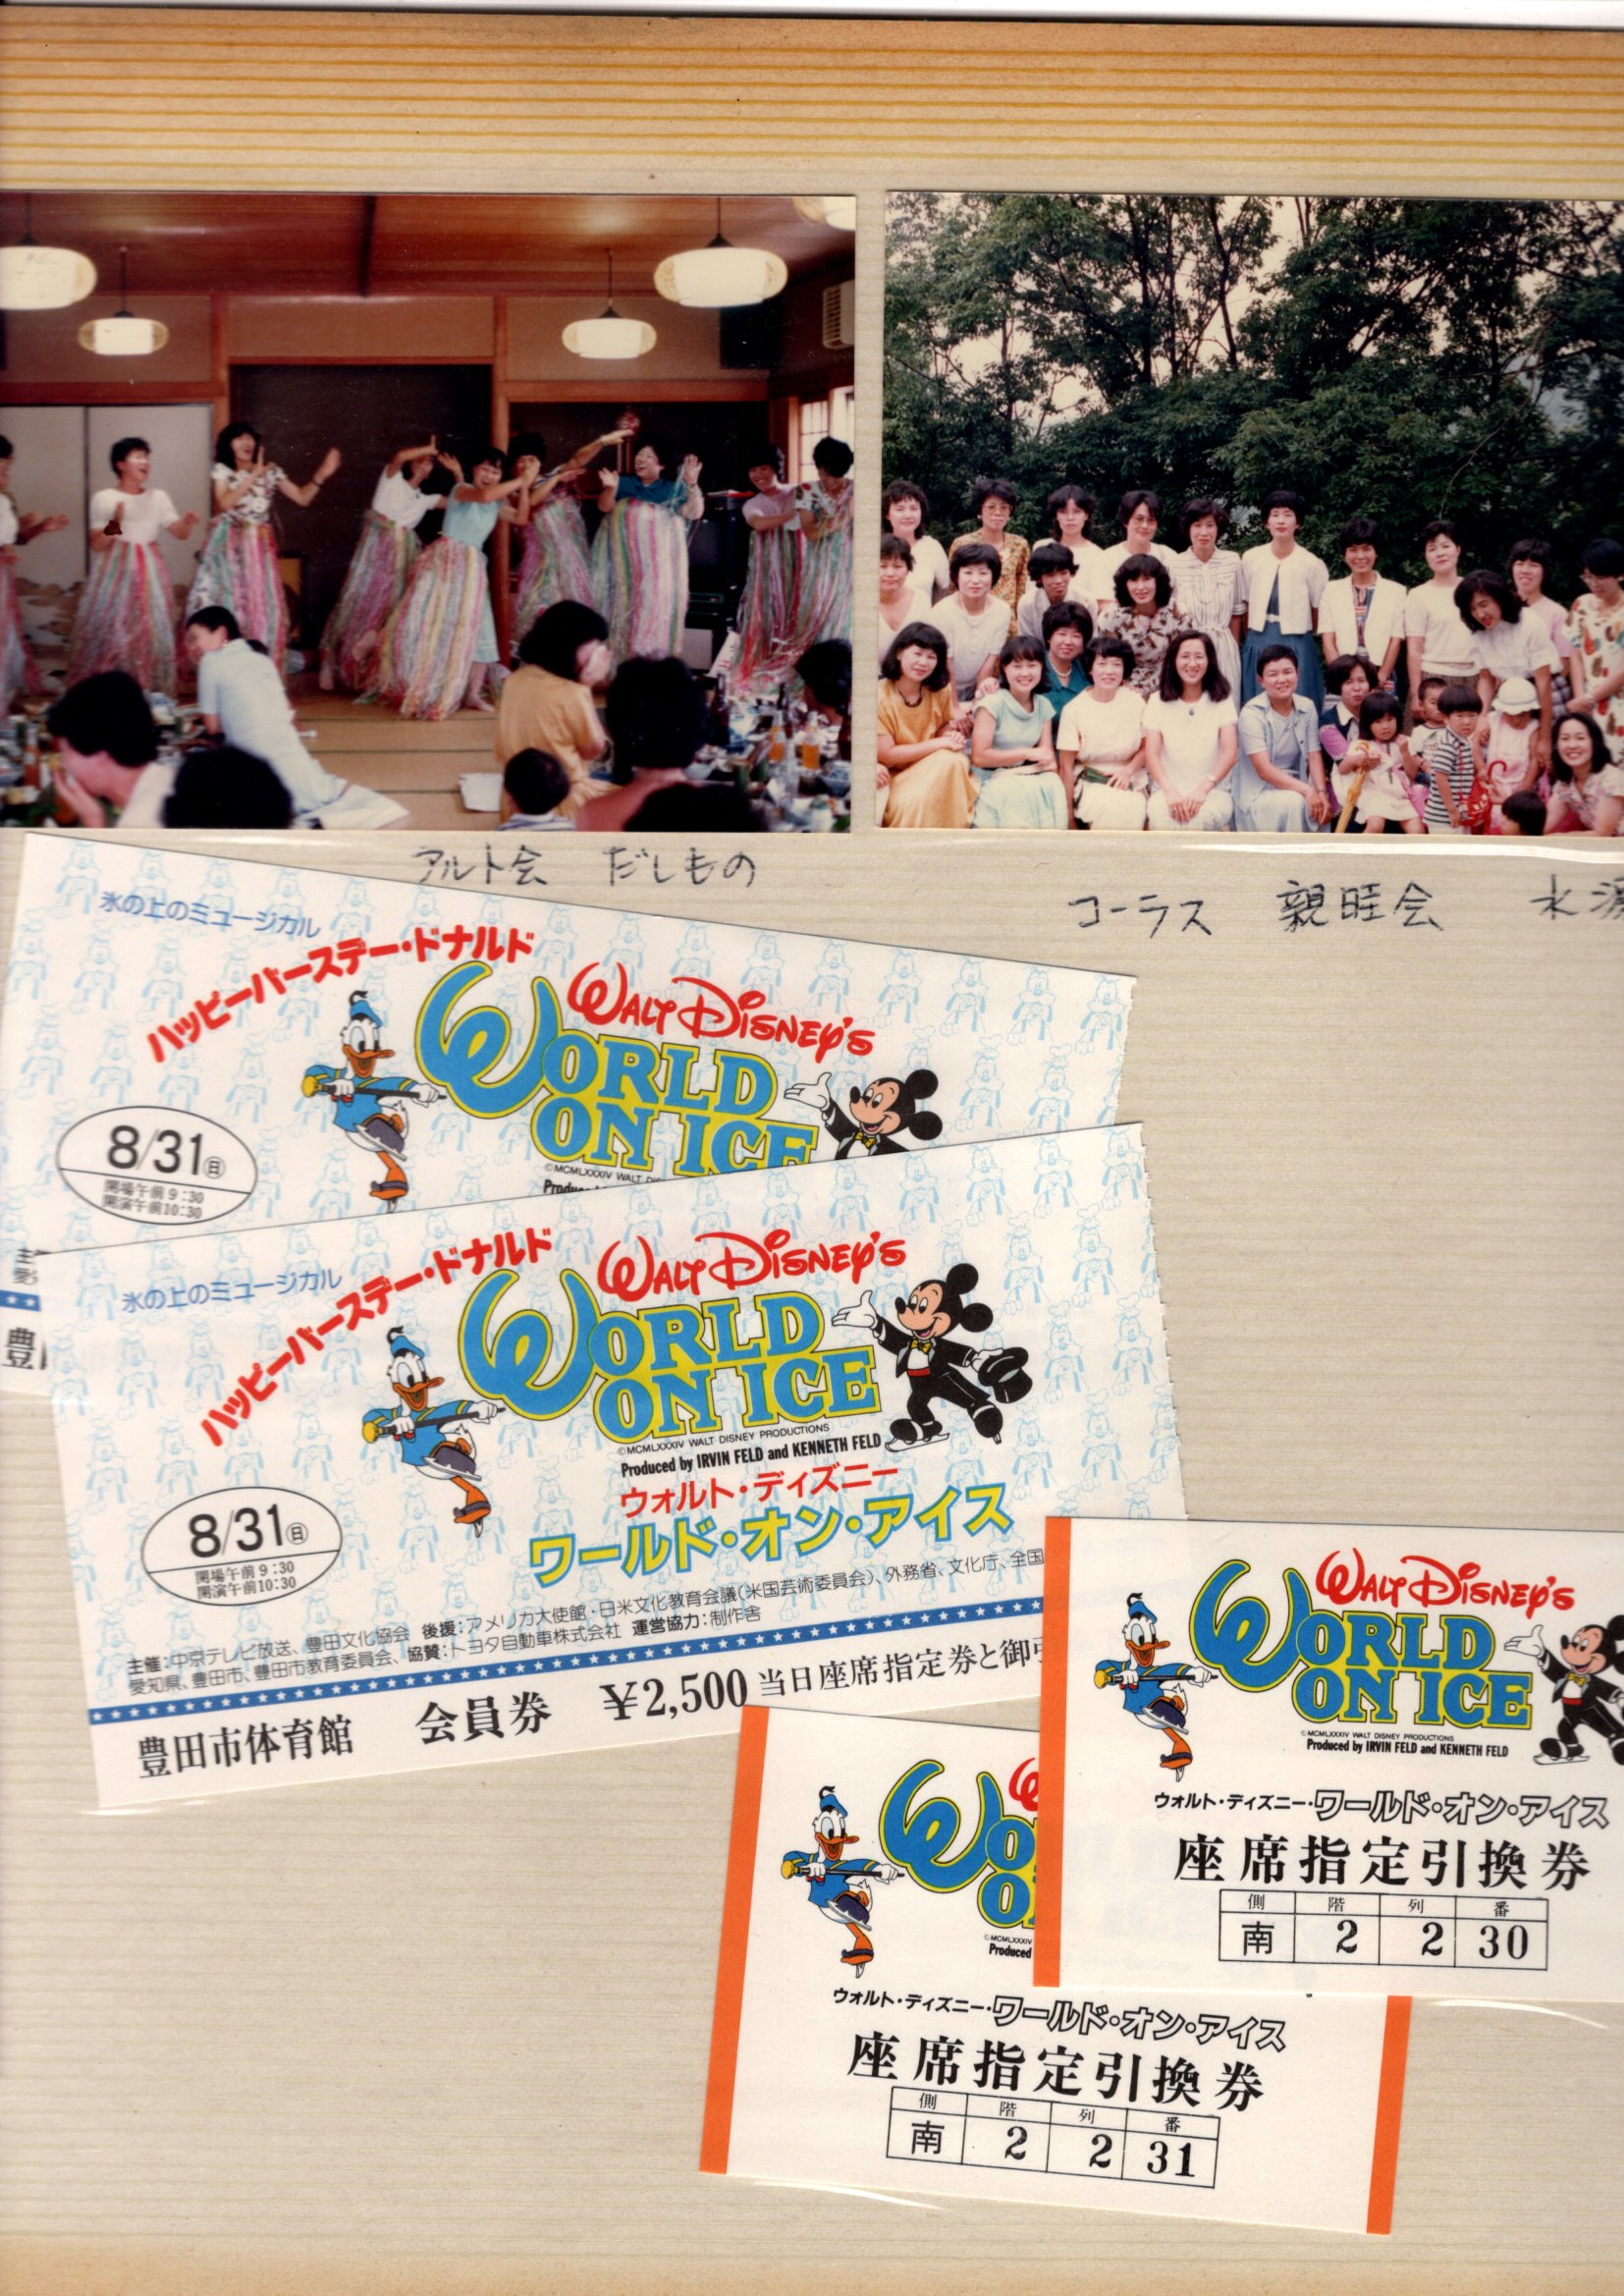 アルト会 だしもの
コーラス 親睦会 水源
氷の上のミュージカル
ハッピーバースデー・ドナルド
WALT DISNEY'S
WORLD
ON ICE
©MCMLXXXIV WALT
8/31㊐
開場午前9:30
開演午前10:30
豊
氷の上のミュージカル
ハッピーバースデー・ドナルド
WALT DISNEY'S
WORLD
ON ICE
©MCMLXXXIV WALT DISNEY PRODUCTIONS
Produced by IRVIN FELD and KENNETH FELD
ウォルト・ディズニー
ワールド・オン・アイス
8/31㊐
開場午前9:30
開演午前10:30
主催:中京テレビ放送、豊田文化協会 後援:アメリカ大使館・日米文化教育会議(米国芸術委員会)、外務省、文化庁、全国
愛知県、豊田市、豊田市教育委員会、協賛:トヨタ自動車株式会社 運営協力:制作舎
豊田市体育館 会員券 ¥2,500 当日座席指定券と御引
WALT DISNEY'S
WORLD
ON ICE
©MCMLXXXIV WALT DISNEY PRODUCTIONS
Produced by IRVIN FELD and KENNETH FELD
ウォルト・ディズニー・ワールド・オン・アイス
座席指定引換券
側 階 列 番
南 2 2 30
©MCMLXXXIV
Produced
ウォルト・ディズニー・ワールド・オン・アイス
座席指定引換券
側 階 列 番
南 2 2 31